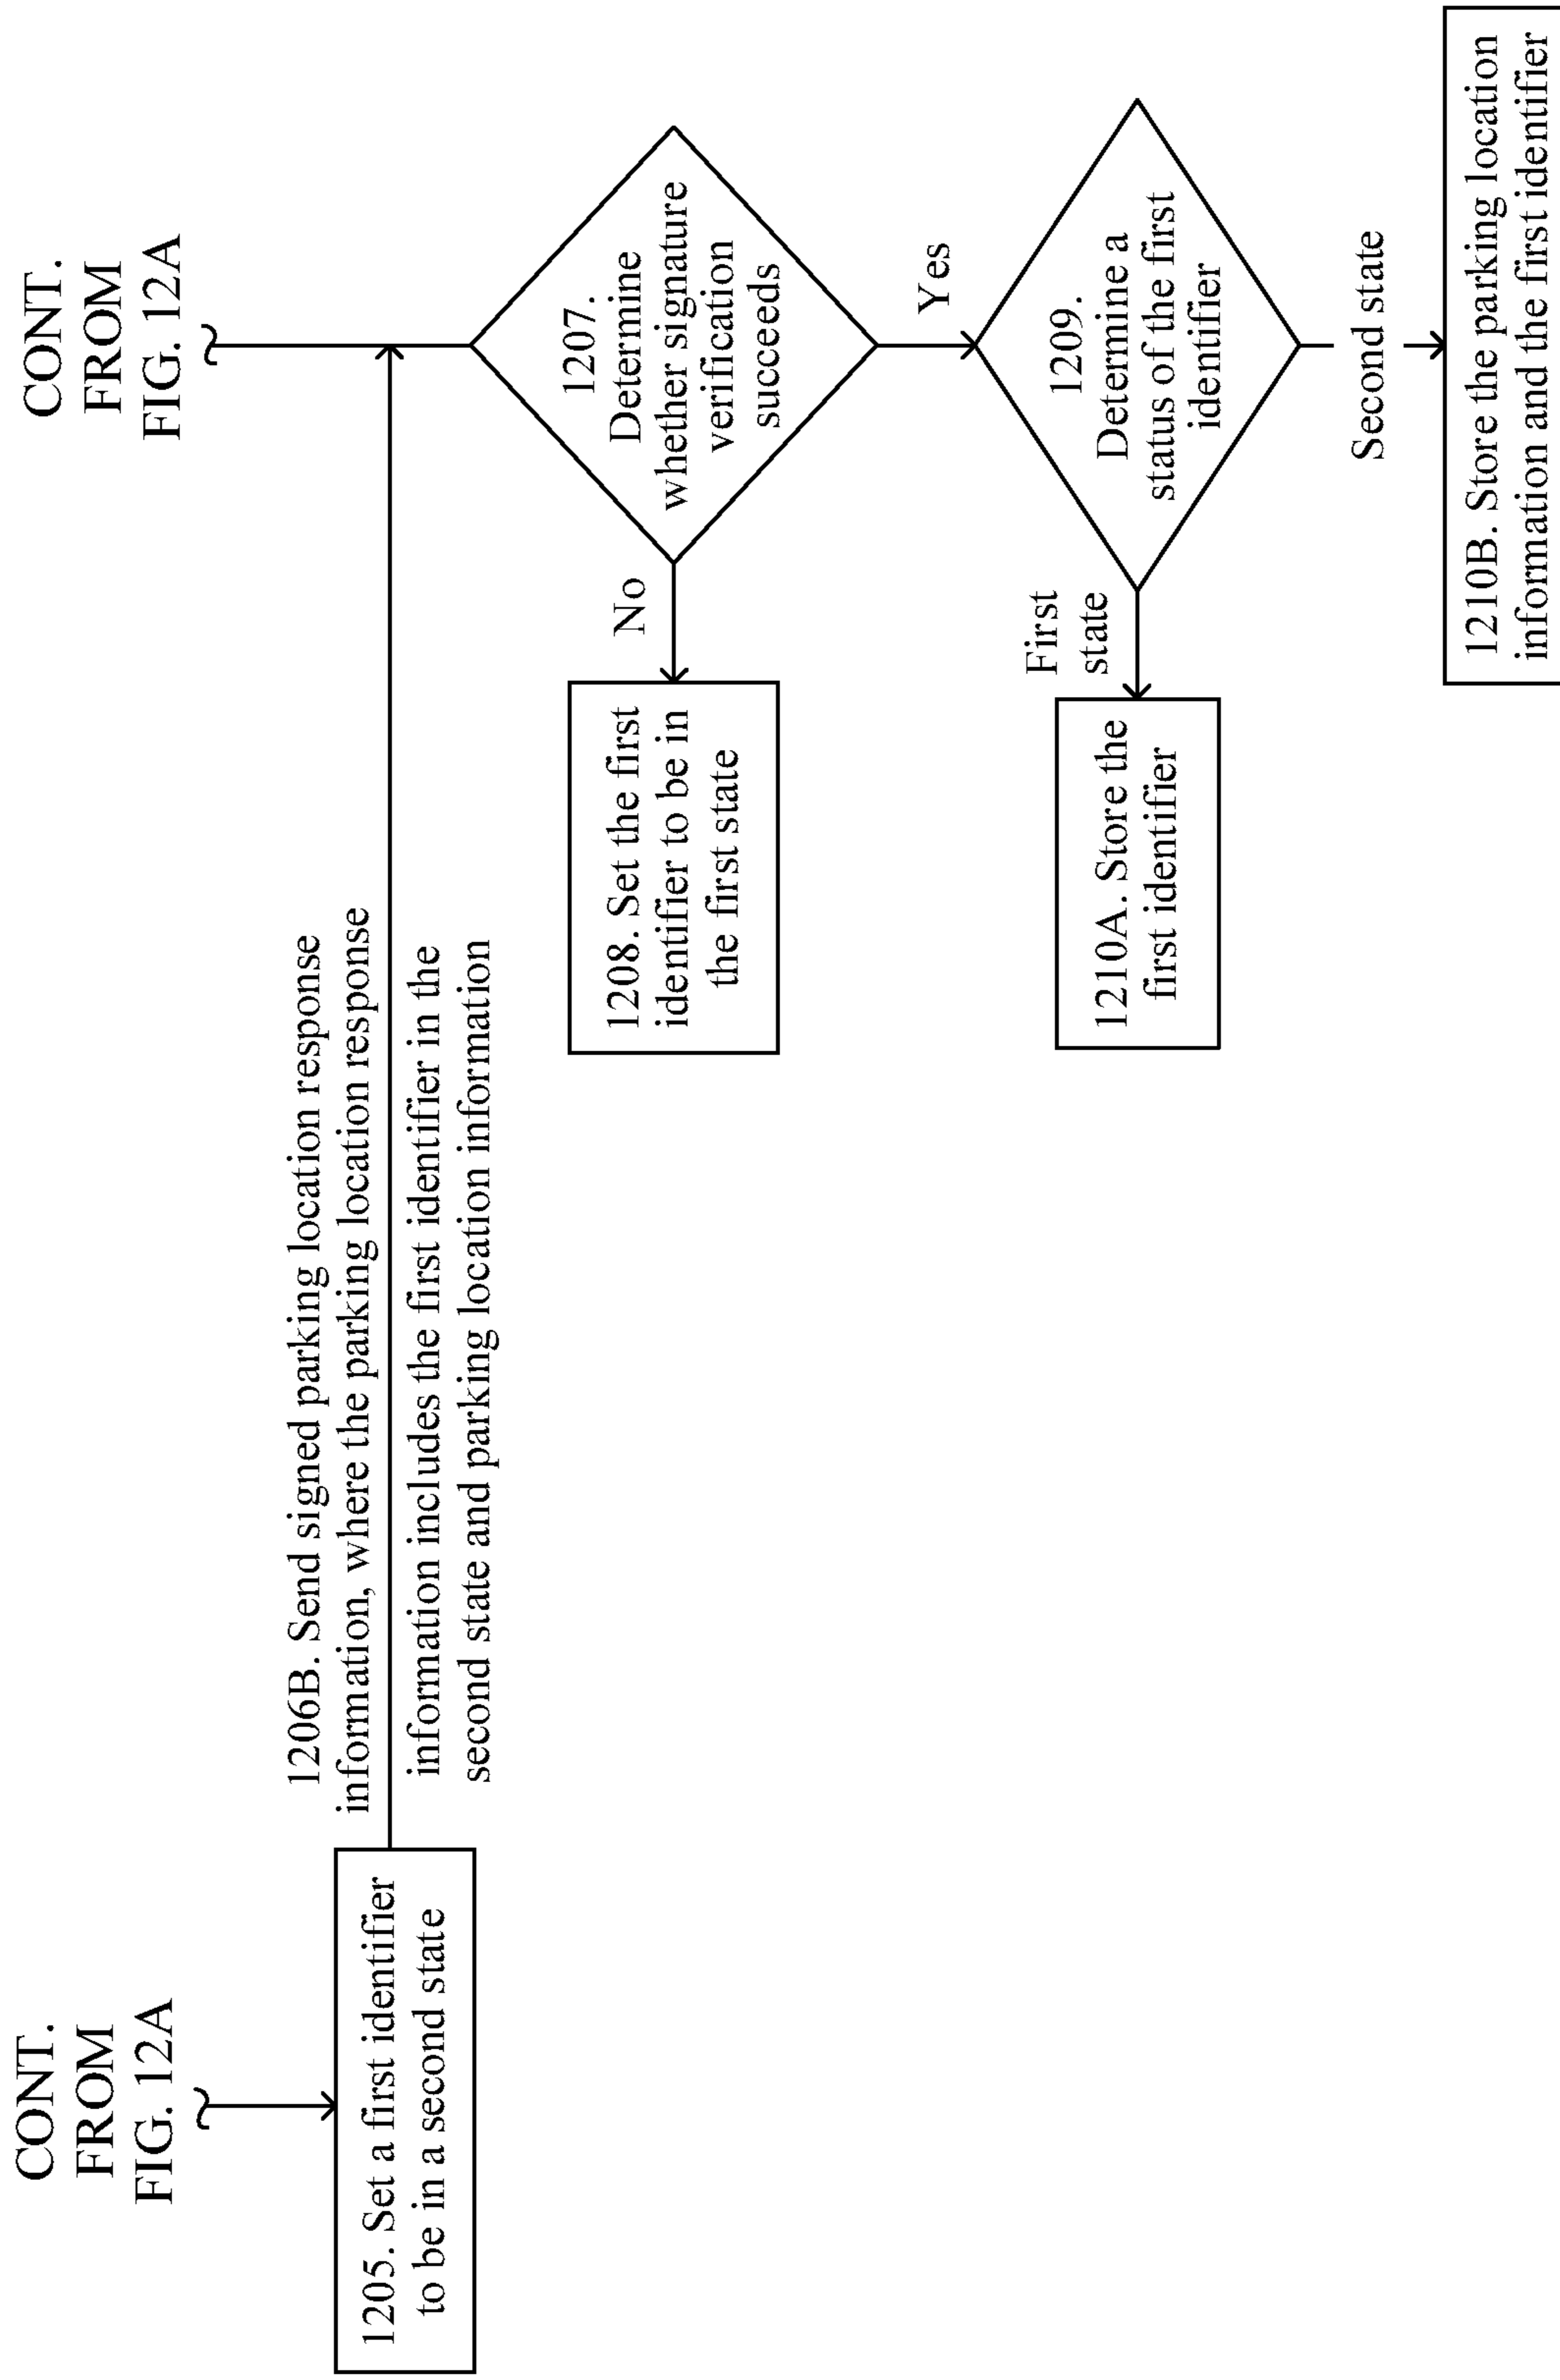 CONT.
FROM
FIG. 12A
CONT.
FROM
FIG. 12A
1205. Set a first identifier
to be in a second state
1206B. Send signed parking location response
information, where the parking location response
information includes the first identifier in the
second state and parking location information
1207.
Determine
whether signature
verification
succeeds
No
1208. Set the first
identifier to be in
the first state
Yes
1209.
Determine a
status of the first
identifier
First
state
1210A. Store the
first identifier
Second state
1210B. Store the parking location
information and the first identifier